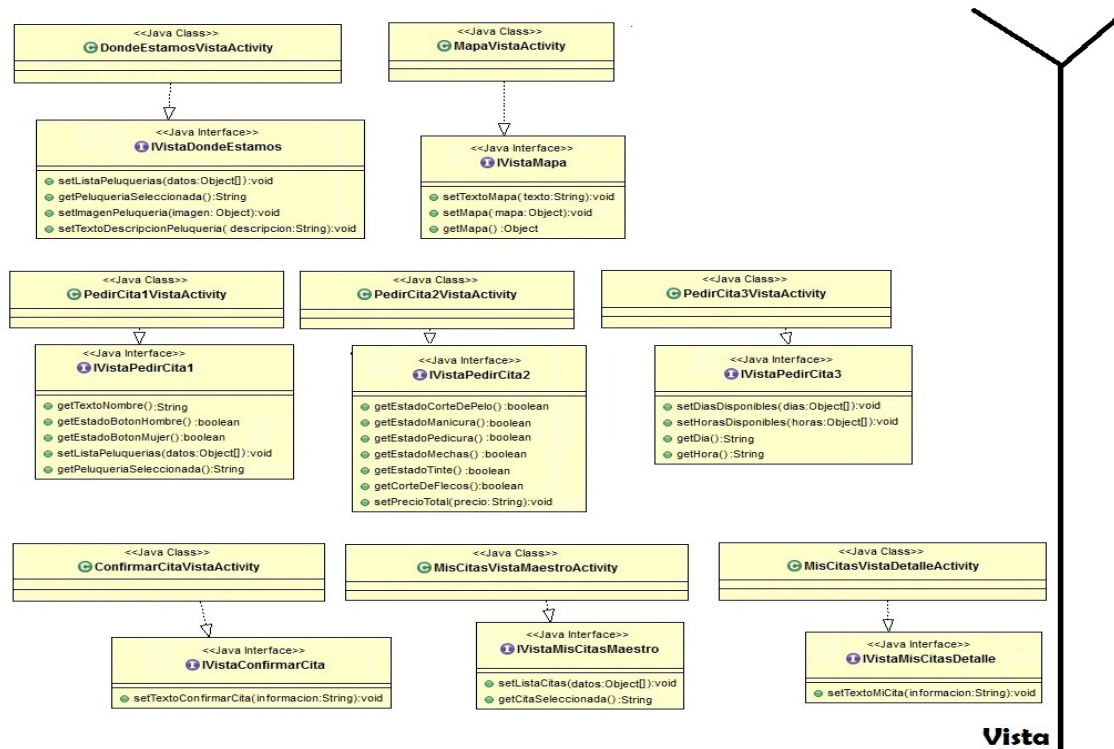 <<Java Class>>
DondeEstamosVistaActivity
<<Java Interface>>
IVistaDondeEstamos
setListaPeluquerias(datos:Object[]):void
getPeluqueriaSeleccionada():String
setImagenPeluqueria(imagen: Object):void
setTextoDescripcionPeluqueria( descripcion:String):void
<<Java Class>>
MapaVistaActivity
<<Java Interface>>
IVistaMapa
setTextoMapa( texto:String):void
setMapa( mapa:Object):void
getMapa() :Object
<<Java Class>>
PedirCita1VistaActivity
<<Java Interface>>
IVistaPedirCita1
getTextoNombre():String
getEstadoBotonHombre() :boolean
getEstadoBotonMujer():boolean
setListaPeluquerias(datos:Object[]):void
getPeluqueriaSeleccionada():String
<<Java Class>>
PedirCita2VistaActivity
<<Java Interface>>
IVistaPedirCita2
getEstadoCorteDePelo():boolean
getEstadoManicura():boolean
getEstadoPedicura():boolean
getEstadoMechas() :boolean
getEstadoTinte() :boolean
getCorteDeFlecos():boolean
setPrecioTotal(precio:String):void
<<Java Class>>
PedirCita3VistaActivity
<<Java Interface>>
IVistaPedirCita3
setDiasDisponibles(dias:Object[]):void
setHorasDisponibles(horas:Object[]):void
getDia():String
getHora():String
<<Java Class>>
ConfirmarCitaVistaActivity
<<Java Interface>>
IVistaConfirmarCita
setTextoConfirmarCita(informacion:String):void
<<Java Class>>
MisCitasVistaMaestroActivity
<<Java Interface>>
IVistaMisCitasMaestro
setListaCitas(datos:Object[]):void
getCitaSeleccionada() :String
<<Java Class>>
MisCitasVistaDetalleActivity
<<Java Interface>>
IVistaMisCitasDetalle
setTextoMiCita(informacion:String):void
Vista